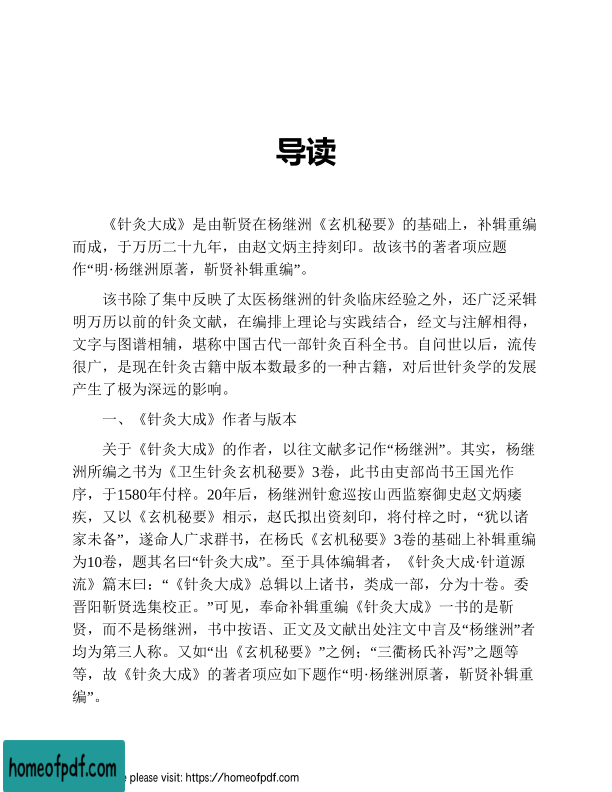 导读
《针灸大成》是由靳贤在杨继洲《玄机秘要》的基础上，补辑重编
而成，于万历二十九年，由赵文炳主持刻印。故该书的著者项应题
作“明·杨继洲原著，靳贤补辑重编”。
该书除了集中反映了太医杨继洲的针灸临床经验之外，还广泛采辑
明万历以前的针灸文献，在编排上理论与实践结合，经文与注解相得，
文字与图谱相辅，堪称中国古代一部针灸百科全书。自问世以后，流传
很广，是现在针灸古籍中版本数最多的一种古籍，对后世针灸学的发展
产生了极为深远的影响。
一、《针灸大成》作者与版本
关于《针灸大成》的作者，以往文献多记作“杨继洲”。其实，杨继
洲所编之书为《卫生针灸玄机秘要》3卷，此书由吏部尚书王国光作
序，于1580年付梓。20年后，杨继洲针愈巡按山西监察御史赵文炳痿
疾，又以《玄机秘要》相示，赵氏拟出资刻印，将付梓之时，“犹以诸
家未备”，遂命人广求群书，在杨氏《玄机秘要》3卷的基础上补辑重编
为10卷，题其名曰“针灸大成”。至于具体编辑者，《针灸大成·针道源
流》篇末曰：“《针灸大成》总辑以上诸书，类成一部，分为十卷。委
晋阳靳贤选集校正。”可见，奉命补辑重编《针灸大成》一书的是靳
贤，而不是杨继洲，书中按语、正文及文献出处注文中言及“杨继洲”者
均为第三人称。又如“出《玄机秘要》”之例；“三衢杨氏补泻”之题等
等，故《针灸大成》的著者项应如下题作“明·杨继洲原著，靳贤补辑重
编”。
homeofpdf.com
e please visit: https://homeofpdf.com